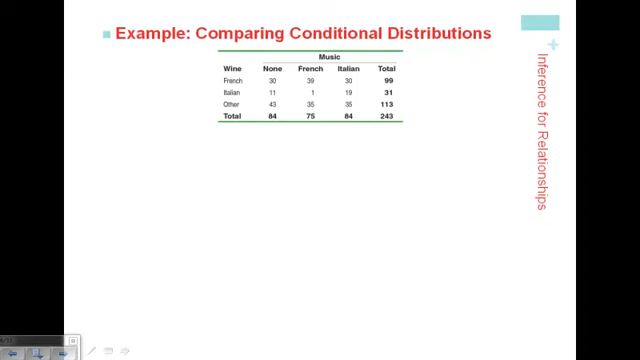 Example: Comparing Conditional Distributions
Music
Wine None French Italian Total
French 30 39 30 99
Italian 11 1 19 31
Other 43 35 35 113
Total 84 75 84 243
+
Inference for Relationships